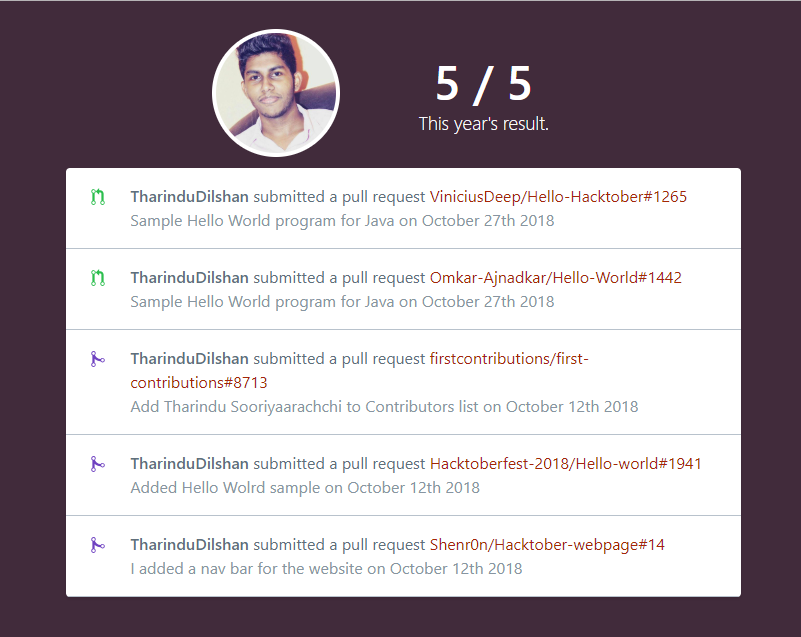 5 / 5
This year's result.
TharinduDilshan submitted a pull request ViniciusDeep/Hello-Hacktober#1265
Sample Hello World program for Java on October 27th 2018
TharinduDilshan submitted a pull request Omkar-Ajnadkar/Hello-World#1442
Sample Hello World program for Java on October 27th 2018
TharinduDilshan submitted a pull request firstcontributions/first-
contributions#8713
Add Tharindu Sooriyaarachchi to Contributors list on October 12th 2018
TharinduDilshan submitted a pull request Hacktoberfest-2018/Hello-world#1941
Added Hello Wolrd sample on October 12th 2018
TharinduDilshan submitted a pull request Shenr0n/Hacktober-webpage#14
I added a nav bar for the website on October 12th 2018